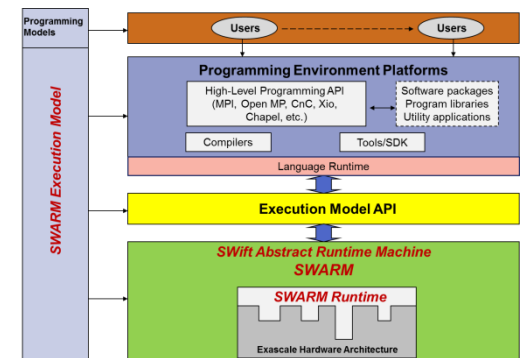 Programming
Models
SWARM Execution Model
Users
Users
Programming Environment Platforms
High-Level Programming API
(MPI, Open MP, CnC, Xio,
Chapel, etc.)
Software packages
Program libraries
Utility applications
Compilers
Tools/SDK
Language Runtime
Execution Model API
SWift Abstract Runtime Machine
SWARM
SWARM Runtime
Exascale Hardware Architecture